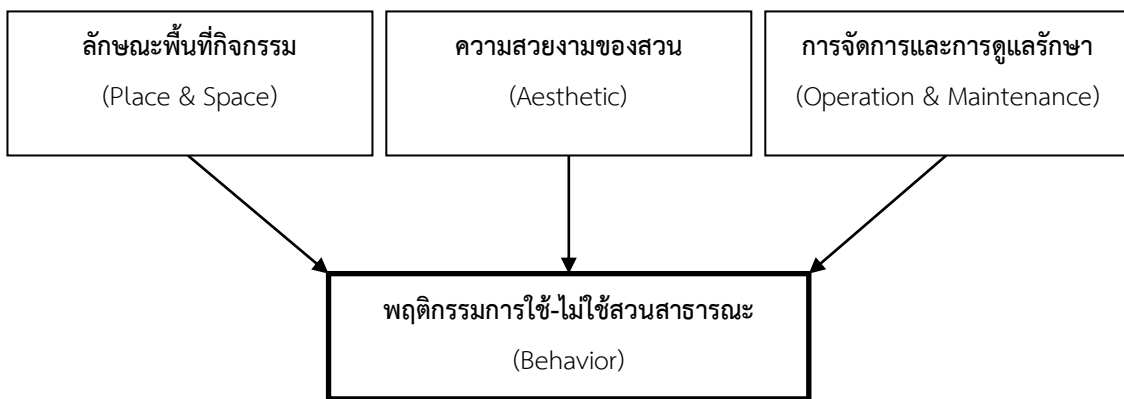 ลักษณะพื้นที่กิจกรรม
(Place & Space)
ความสวยงามของสวน
(Aesthetic)
การจัดการและการดูแลรักษา
(Operation & Maintenance)
พฤติกรรมการใช้-ไม่ใช้สวนสาธารณะ
(Behavior)